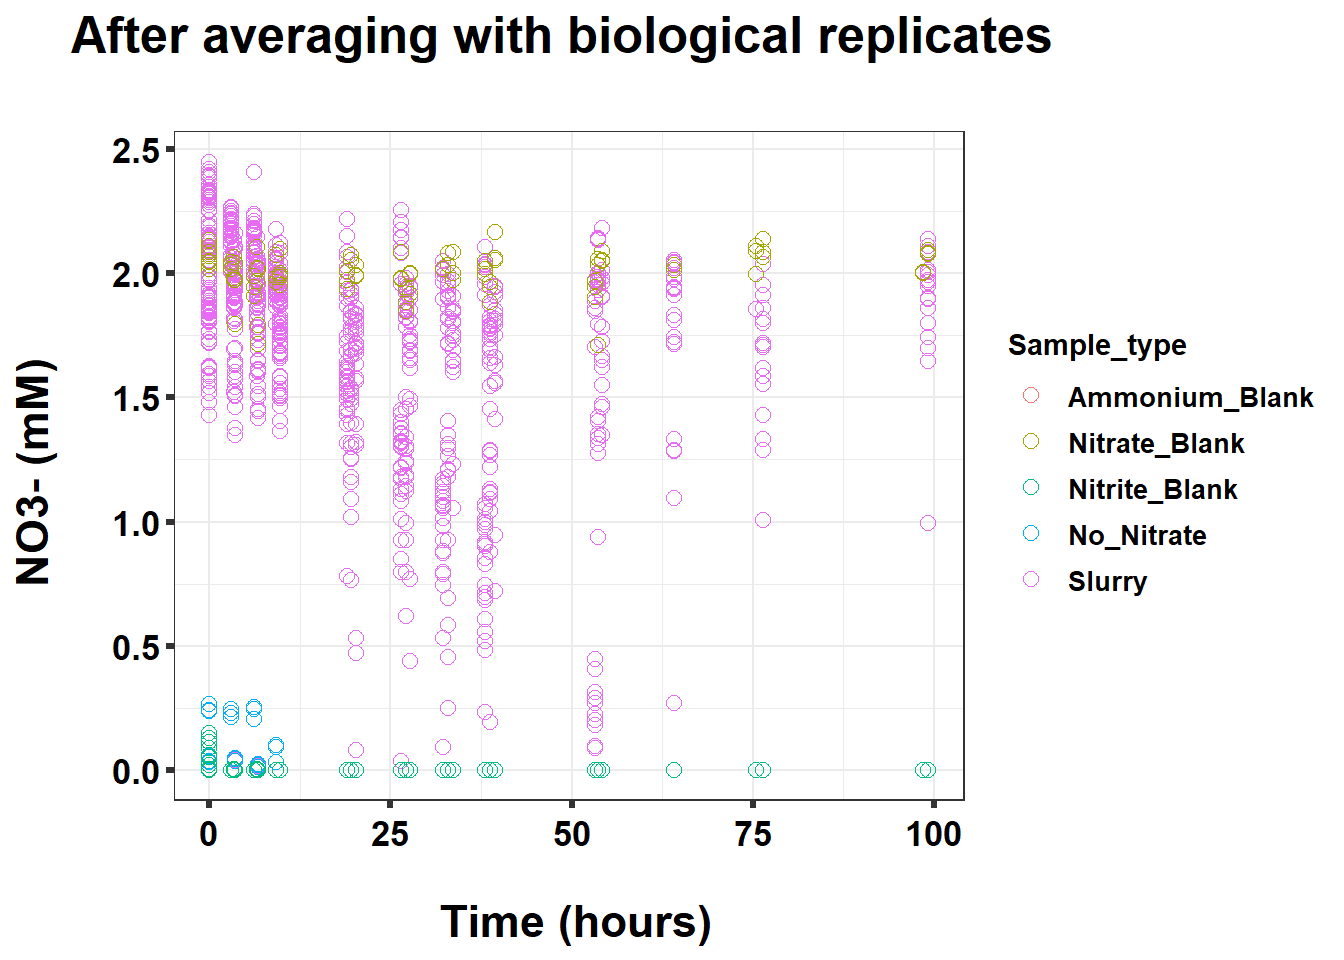 After averaging with biological replicates
NO3- (mM)
2.5
2.0
1.5
1.0
0.5
0.0
0 25 50 75 100
Time (hours)
Sample_type
Ammonium_Blank
Nitrate_Blank
Nitrite_Blank
No_Nitrate
Slurry